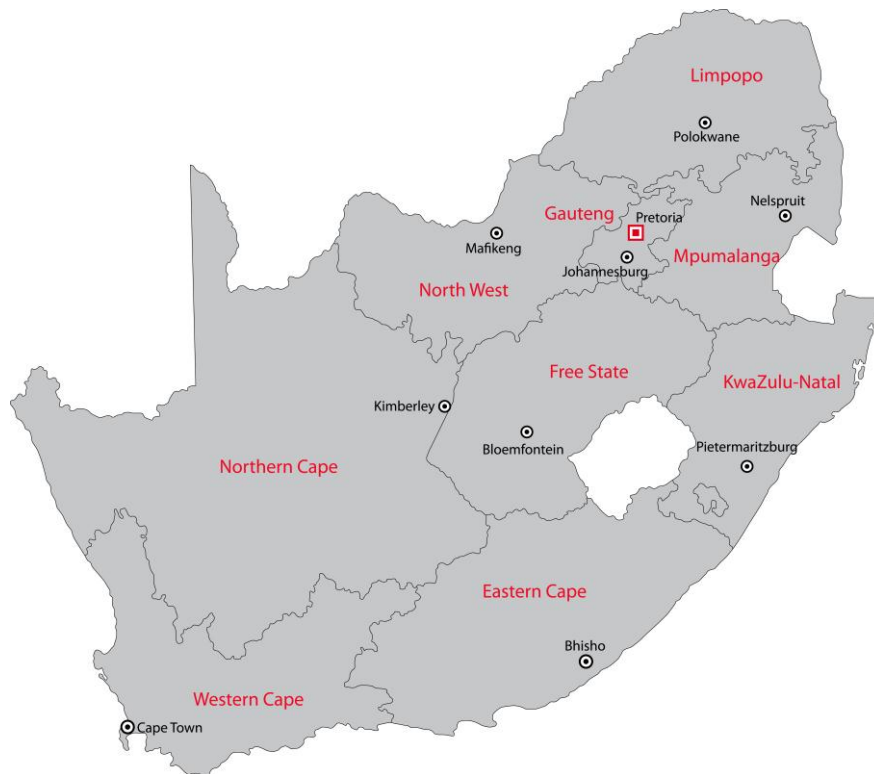 Limpopo
Polokwane
Nelspruit
Gauteng
Pretoria
Mafikeng
Johannesburg
Mpumalanga
North West
Free State
KwaZulu-Natal
Kimberley
Bloemfontein
Pietermaritzburg
Northern Cape
Eastern Cape
Bhisho
Western Cape
Cape Town